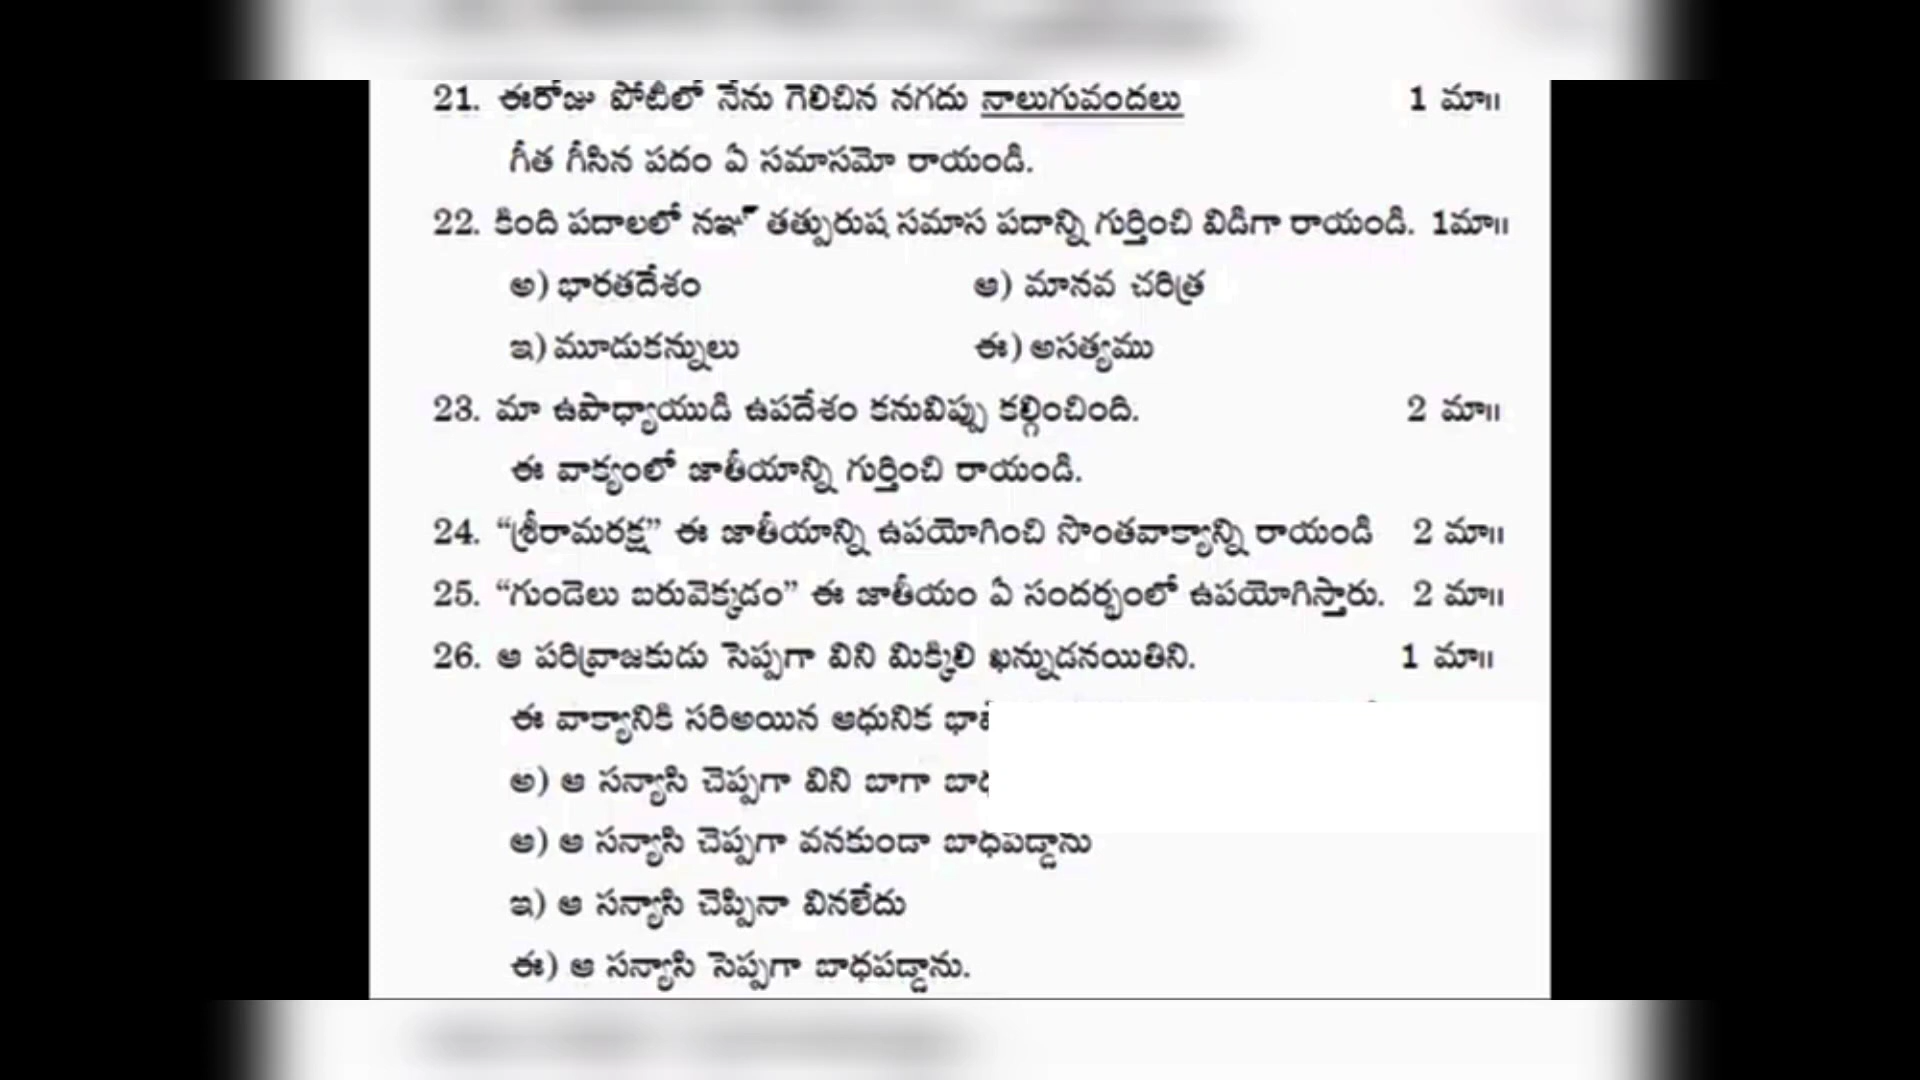 21. ఈరోజు పోటీలో నేను గెలిచిన నగదు నాలుగువందలు 1 మా॥
గీత గీసిన పదం ఏ సమాసమో రాయండి.
22. కింది పదాలలో నఞ్ తత్పురుష సమాస పదాన్ని గుర్తించి విడిగా రాయండి. 1మా॥
అ) భారతదేశం ఆ) మానవ చరిత్ర
ఇ) మూడుకన్నులు ఈ) అసత్యము
23. మా ఉపాధ్యాయుడి ఉపదేశం కనువిప్పు కల్గించింది. 2 మా॥
ఈ వాక్యంలో జాతీయాన్ని గుర్తించి రాయండి.
24. “శ్రీరామరక్ష” ఈ జాతీయాన్ని ఉపయోగించి సొంతవాక్యాన్ని రాయండి 2 మా॥
25. “గుండెలు బరువెక్కడం” ఈ జాతీయం ఏ సందర్భంలో ఉపయోగిస్తారు. 2 మా॥
26. ఆ పరివ్రాజకుడు సెప్పగా విని మిక్కిలి ఖన్నుడనయితిని. 1 మా॥
ఈ వాక్యానికి సరిఅయిన ఆధునిక
అ) ఆ సన్యాసి చెప్పగా విని బాగా
ఆ) ఆ సన్యాసి చెప్పగా వనకుండా బాధపడ్డాను
ఇ) ఆ సన్యాసి చెప్పినా వినలేదు
ఈ) ఆ సన్యాసి సెప్పగా బాధపడ్డాను.